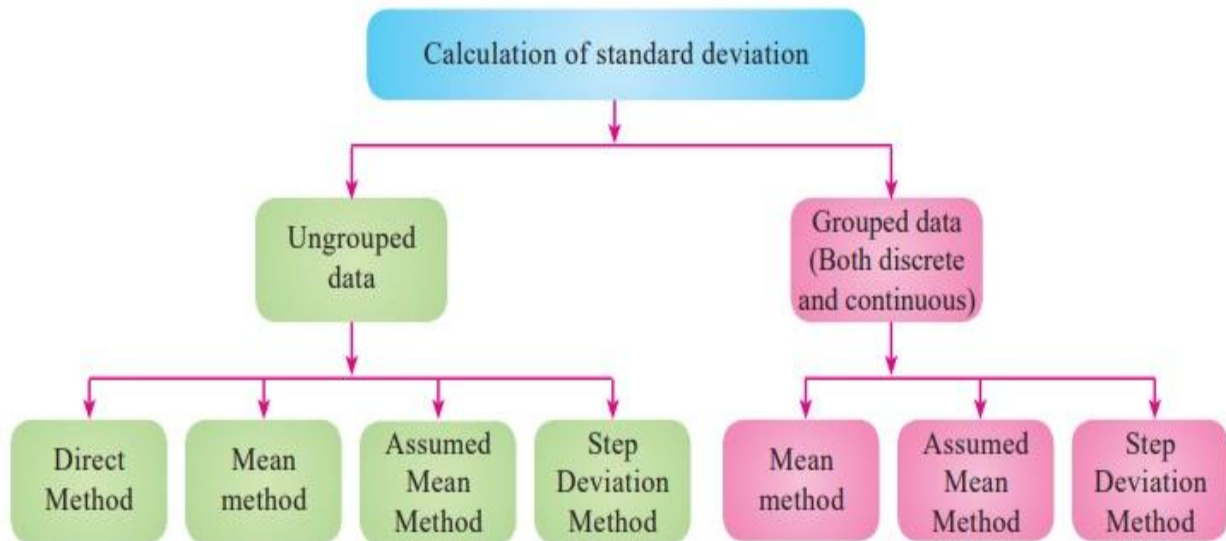 Calculation of standard deviation
Ungrouped
data
Grouped data
(Both discrete
and continuous)
Direct
Method
Mean
method
Assumed
Mean
Method
Step
Deviation
Method
Mean
method
Assumed
Mean
Method
Step
Deviation
Method